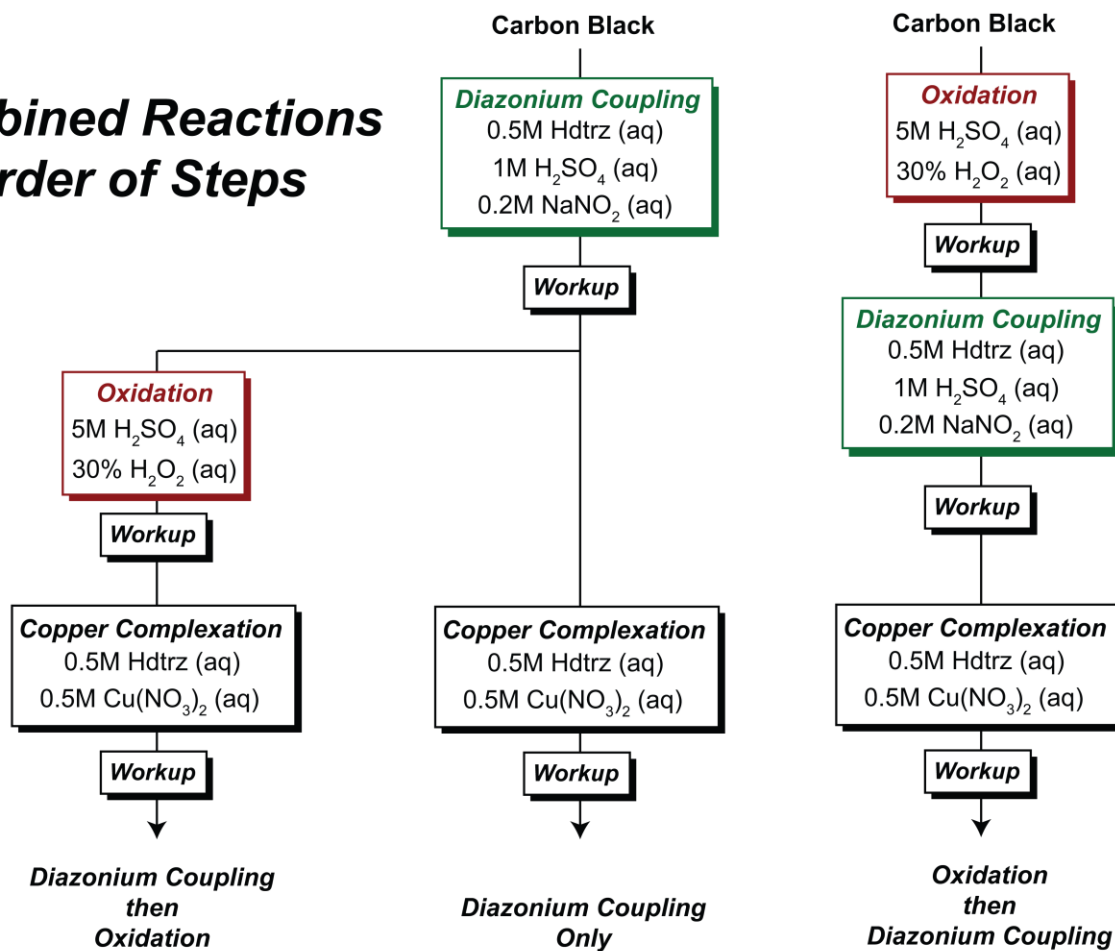 bined Reactions
rder of Steps
Carbon Black
Diazonium Coupling
0.5M Hdtrz (aq)
1M H₂SO₄ (aq)
0.2M NaNO₂ (aq)
Workup
Oxidation
5M H₂SO₄ (aq)
30% H₂O₂ (aq)
Workup
Copper Complexation
0.5M Hdtrz (aq)
0.5M Cu(NO₃)₂ (aq)
Workup
Diazonium Coupling
then
Oxidation
Copper Complexation
0.5M Hdtrz (aq)
0.5M Cu(NO₃)₂ (aq)
Workup
Diazonium Coupling
Only
Carbon Black
Oxidation
5M H₂SO₄ (aq)
30% H₂O₂ (aq)
Workup
Diazonium Coupling
0.5M Hdtrz (aq)
1M H₂SO₄ (aq)
0.2M NaNO₂ (aq)
Workup
Copper Complexation
0.5M Hdtrz (aq)
0.5M Cu(NO₃)₂ (aq)
Workup
Oxidation
then
Diazonium Coupling